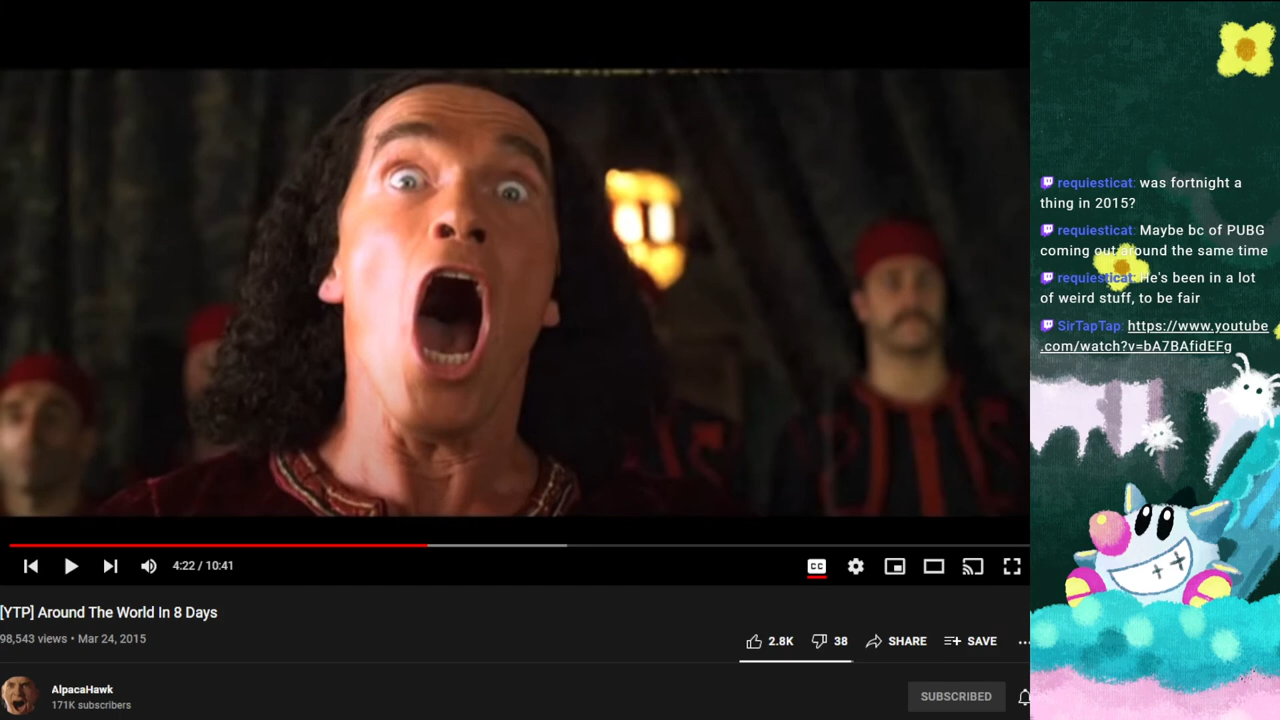 requiesticat: was fortnight a
thing in 2015?
requiesticat: Maybe bc of PUBG
coming out around the same time
requiesticat: He's been in a lot
of weird stuff, to be fair
SirTapTap: https://www.youtube
.com/watch?v=bA7BAfidEFg
CC
4:22 / 10:41
[YTP] Around The World In 8 Days
98,543 views • Mar 24, 2015
2.8K 38 SHARE SAVE
AlpacaHawk
171K subscribers
SUBSCRIBED